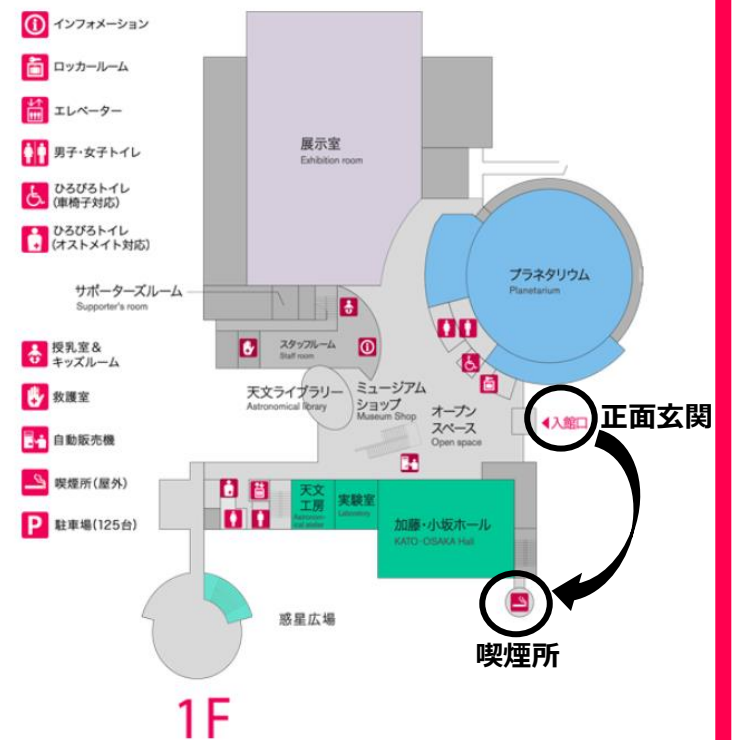 インフォメーション
ロッカールーム
エレベーター
男子・女子トイレ
ひろびろトイレ
(車椅子対応)
ひろびろトイレ
(オストメイト対応)
サポーターズルーム
Supporter's room
授乳室&
キッズルーム
救護室
自動販売機
喫煙所(屋外)
P 駐車場(125台)
展示室
Exhibition room
プラネタリウム
Planetarium
スタッフルーム
Staff room
天文ライブラリー
Astronomical library
ミュージアム
ショップ
Museum Shop
オープン
スペース
Open space
入館口
正面玄関
天文
工房
Astronom-
ical atelier
実験室
Laboratory
加藤・小坂ホール
KATO-OSAKA Hall
惑星広場
喫煙所
1F